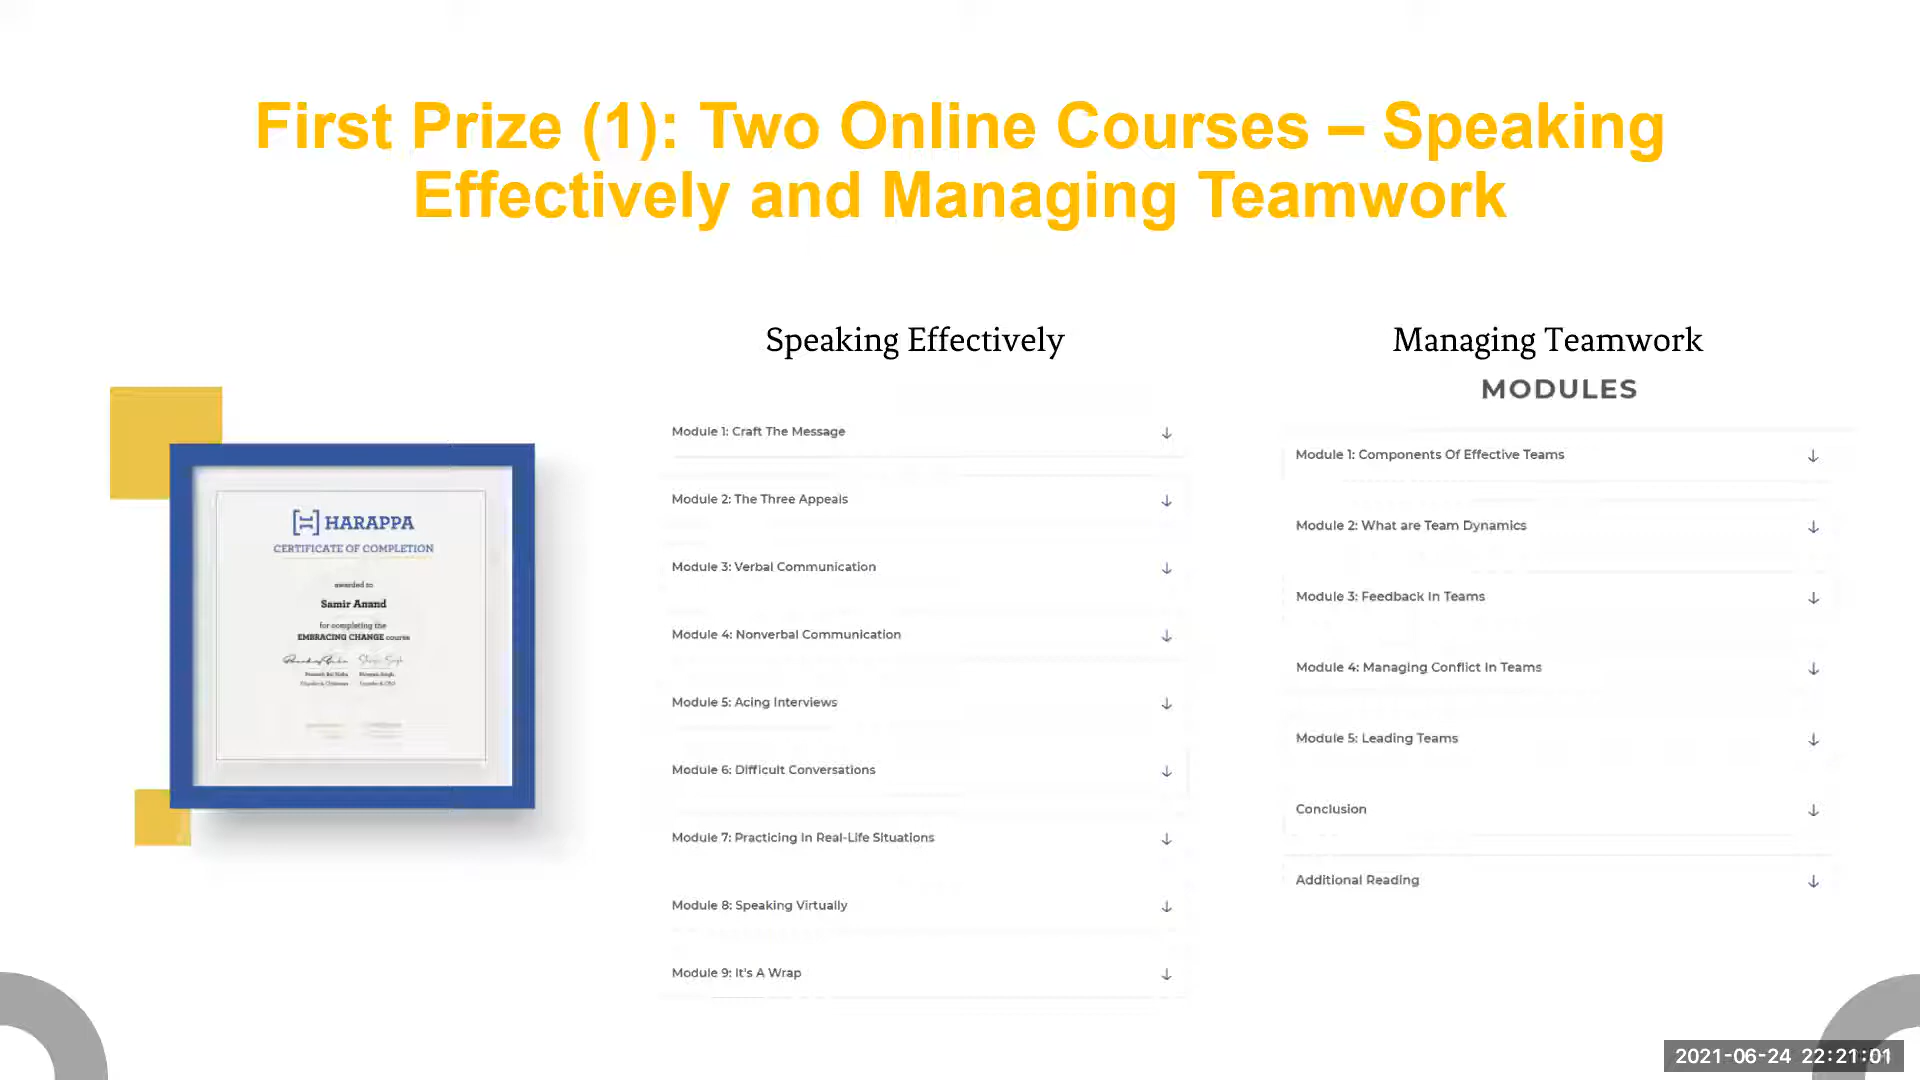 First Prize (1): Two Online Courses – Speaking
Effectively and Managing Teamwork
HARAPPA
CERTIFICATE OF COMPLETION
awarded to
Samir Anand
for completing the
EMBRACING CHANGE course
Speaking Effectively
Module 1: Craft The Message
Module 2: The Three Appeals
Module 3: Verbal Communication
Module 4: Nonverbal Communication
Module 5: Acing Interviews
Module 6: Difficult Conversations
Module 7: Practicing In Real-Life Situations
Module 8: Speaking Virtually
Module 9: It's A Wrap
Managing Teamwork
MODULES
Module 1: Components Of Effective Teams
Module 2: What are Team Dynamics
Module 3: Feedback In Teams
Module 4: Managing Conflict In Teams
Module 5: Leading Teams
Conclusion
Additional Reading
2021-06-24 22:21:01